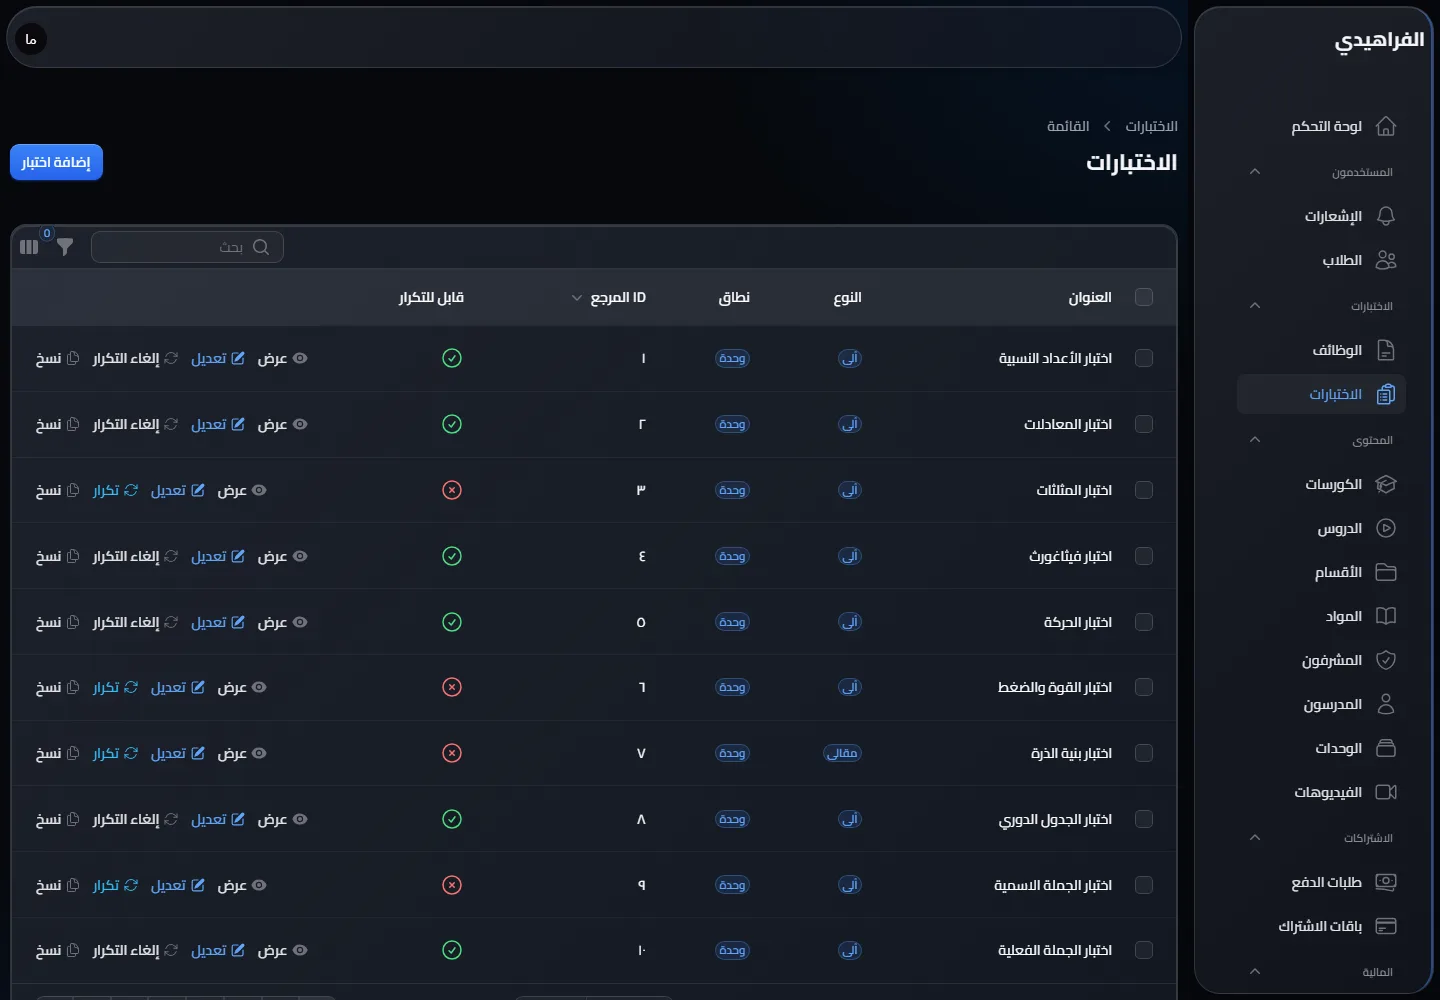 الفراهيدي
لوحة التحكم
المستخدمون
الإشعارات
الطلاب
الاختبارات
الوظائف
الاختبارات
المحتوى
الكورسات
الدروس
الأقسام
المواد
المشرفون
المدرسون
الوحدات
الفيديوهات
الاشتراكات
طلبات الدفع
باقات الاشتراك
المالية
ما
الاختبارات القائمة
الاختبارات
إضافة اختبار
بحث 0
العنوان النوع نطاق ID المرجع قابل للتكرار
اختبار الأعداد النسبية آلي وحدة ١ عرض تعديل إلغاء التكرار نسخ
اختبار المعادلات آلي وحدة ٢ عرض تعديل إلغاء التكرار نسخ
اختبار المثلثات آلي وحدة ٣ عرض تعديل تكرار نسخ
اختبار فيثاغورث آلي وحدة ٤ عرض تعديل إلغاء التكرار نسخ
اختبار الحركة آلي وحدة ٥ عرض تعديل إلغاء التكرار نسخ
اختبار القوة والضغط آلي وحدة ٦ عرض تعديل تكرار نسخ
اختبار بنية الذرة مقالي وحدة ٧ عرض تعديل تكرار نسخ
اختبار الجدول الدوري آلي وحدة ٨ عرض تعديل إلغاء التكرار نسخ
اختبار الجملة الاسمية آلي وحدة ٩ عرض تعديل تكرار نسخ
اختبار الجملة الفعلية آلي وحدة ١٠ عرض تعديل إلغاء التكرار نسخ